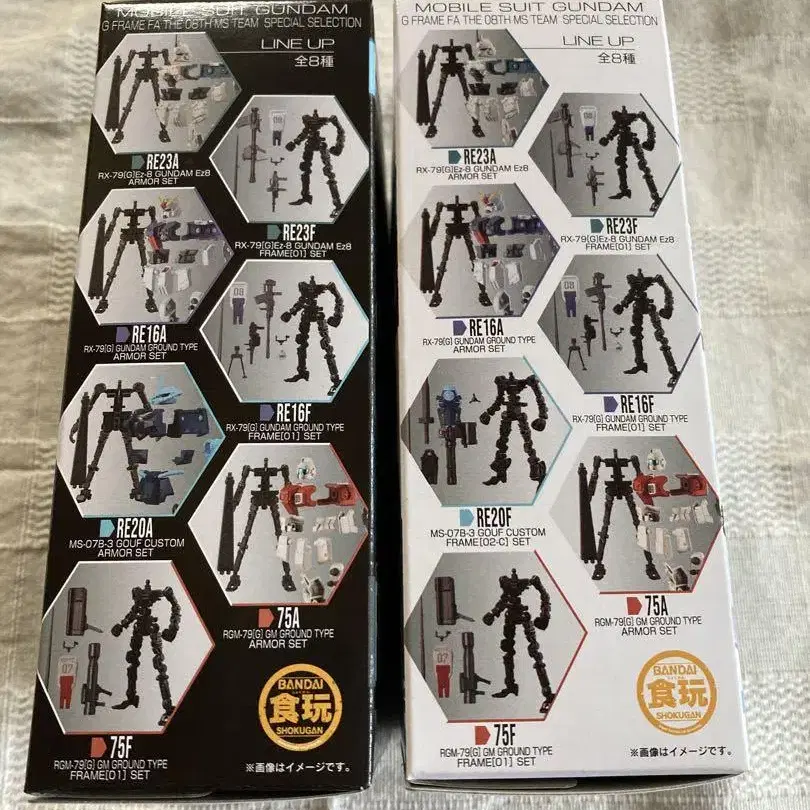 MOBILE SUIT GUNDAM
G FRAME FA THE 08TH MS TEAM SPECIAL SELECTION
LINE UP
全8種
RE23A
RX-79[G]Ez-8 GUNDAM Ez8
ARMOR SET
RE23F
RX-79[G]Ez-8 GUNDAM Ez8
FRAME[01] SET
RE16A
RX-79[G] GUNDAM GROUND TYPE
ARMOR SET
08
RE16F
RX-79[G] GUNDAM GROUND TYPE
FRAME[01] SET
RE20A
MS-07B-3 GOUF CUSTOM
ARMOR SET
75A
RGM-79[G] GM GROUND TYPE
ARMOR SET
07
75F
RGM-79[G] GM GROUND TYPE
FRAME[01] SET
BANDAI
食玩
SHOKUGAN
※画像はイメージです。
MOBILE SUIT GUNDAM
G FRAME FA THE 08TH MS TEAM SPECIAL SELECTION
LINE UP
全8種
RE23A
RX-79[G]Ez-8 GUNDAM Ez8
ARMOR SET
RE23F
RX-79[G]Ez-8 GUNDAM Ez8
FRAME[01] SET
RE16A
RX-79[G] GUNDAM GROUND TYPE
ARMOR SET
08
RE16F
RX-79[G] GUNDAM GROUND TYPE
FRAME[01] SET
RE20F
MS-07B-3 GOUF CUSTOM
FRAME[02-C] SET
75A
RGM-79[G] GM GROUND TYPE
ARMOR SET
07
75F
RGM-79[G] GM GROUND TYPE
FRAME[01] SET
BANDAI
食玩
SHOKUGAN
※画像はイメージです。